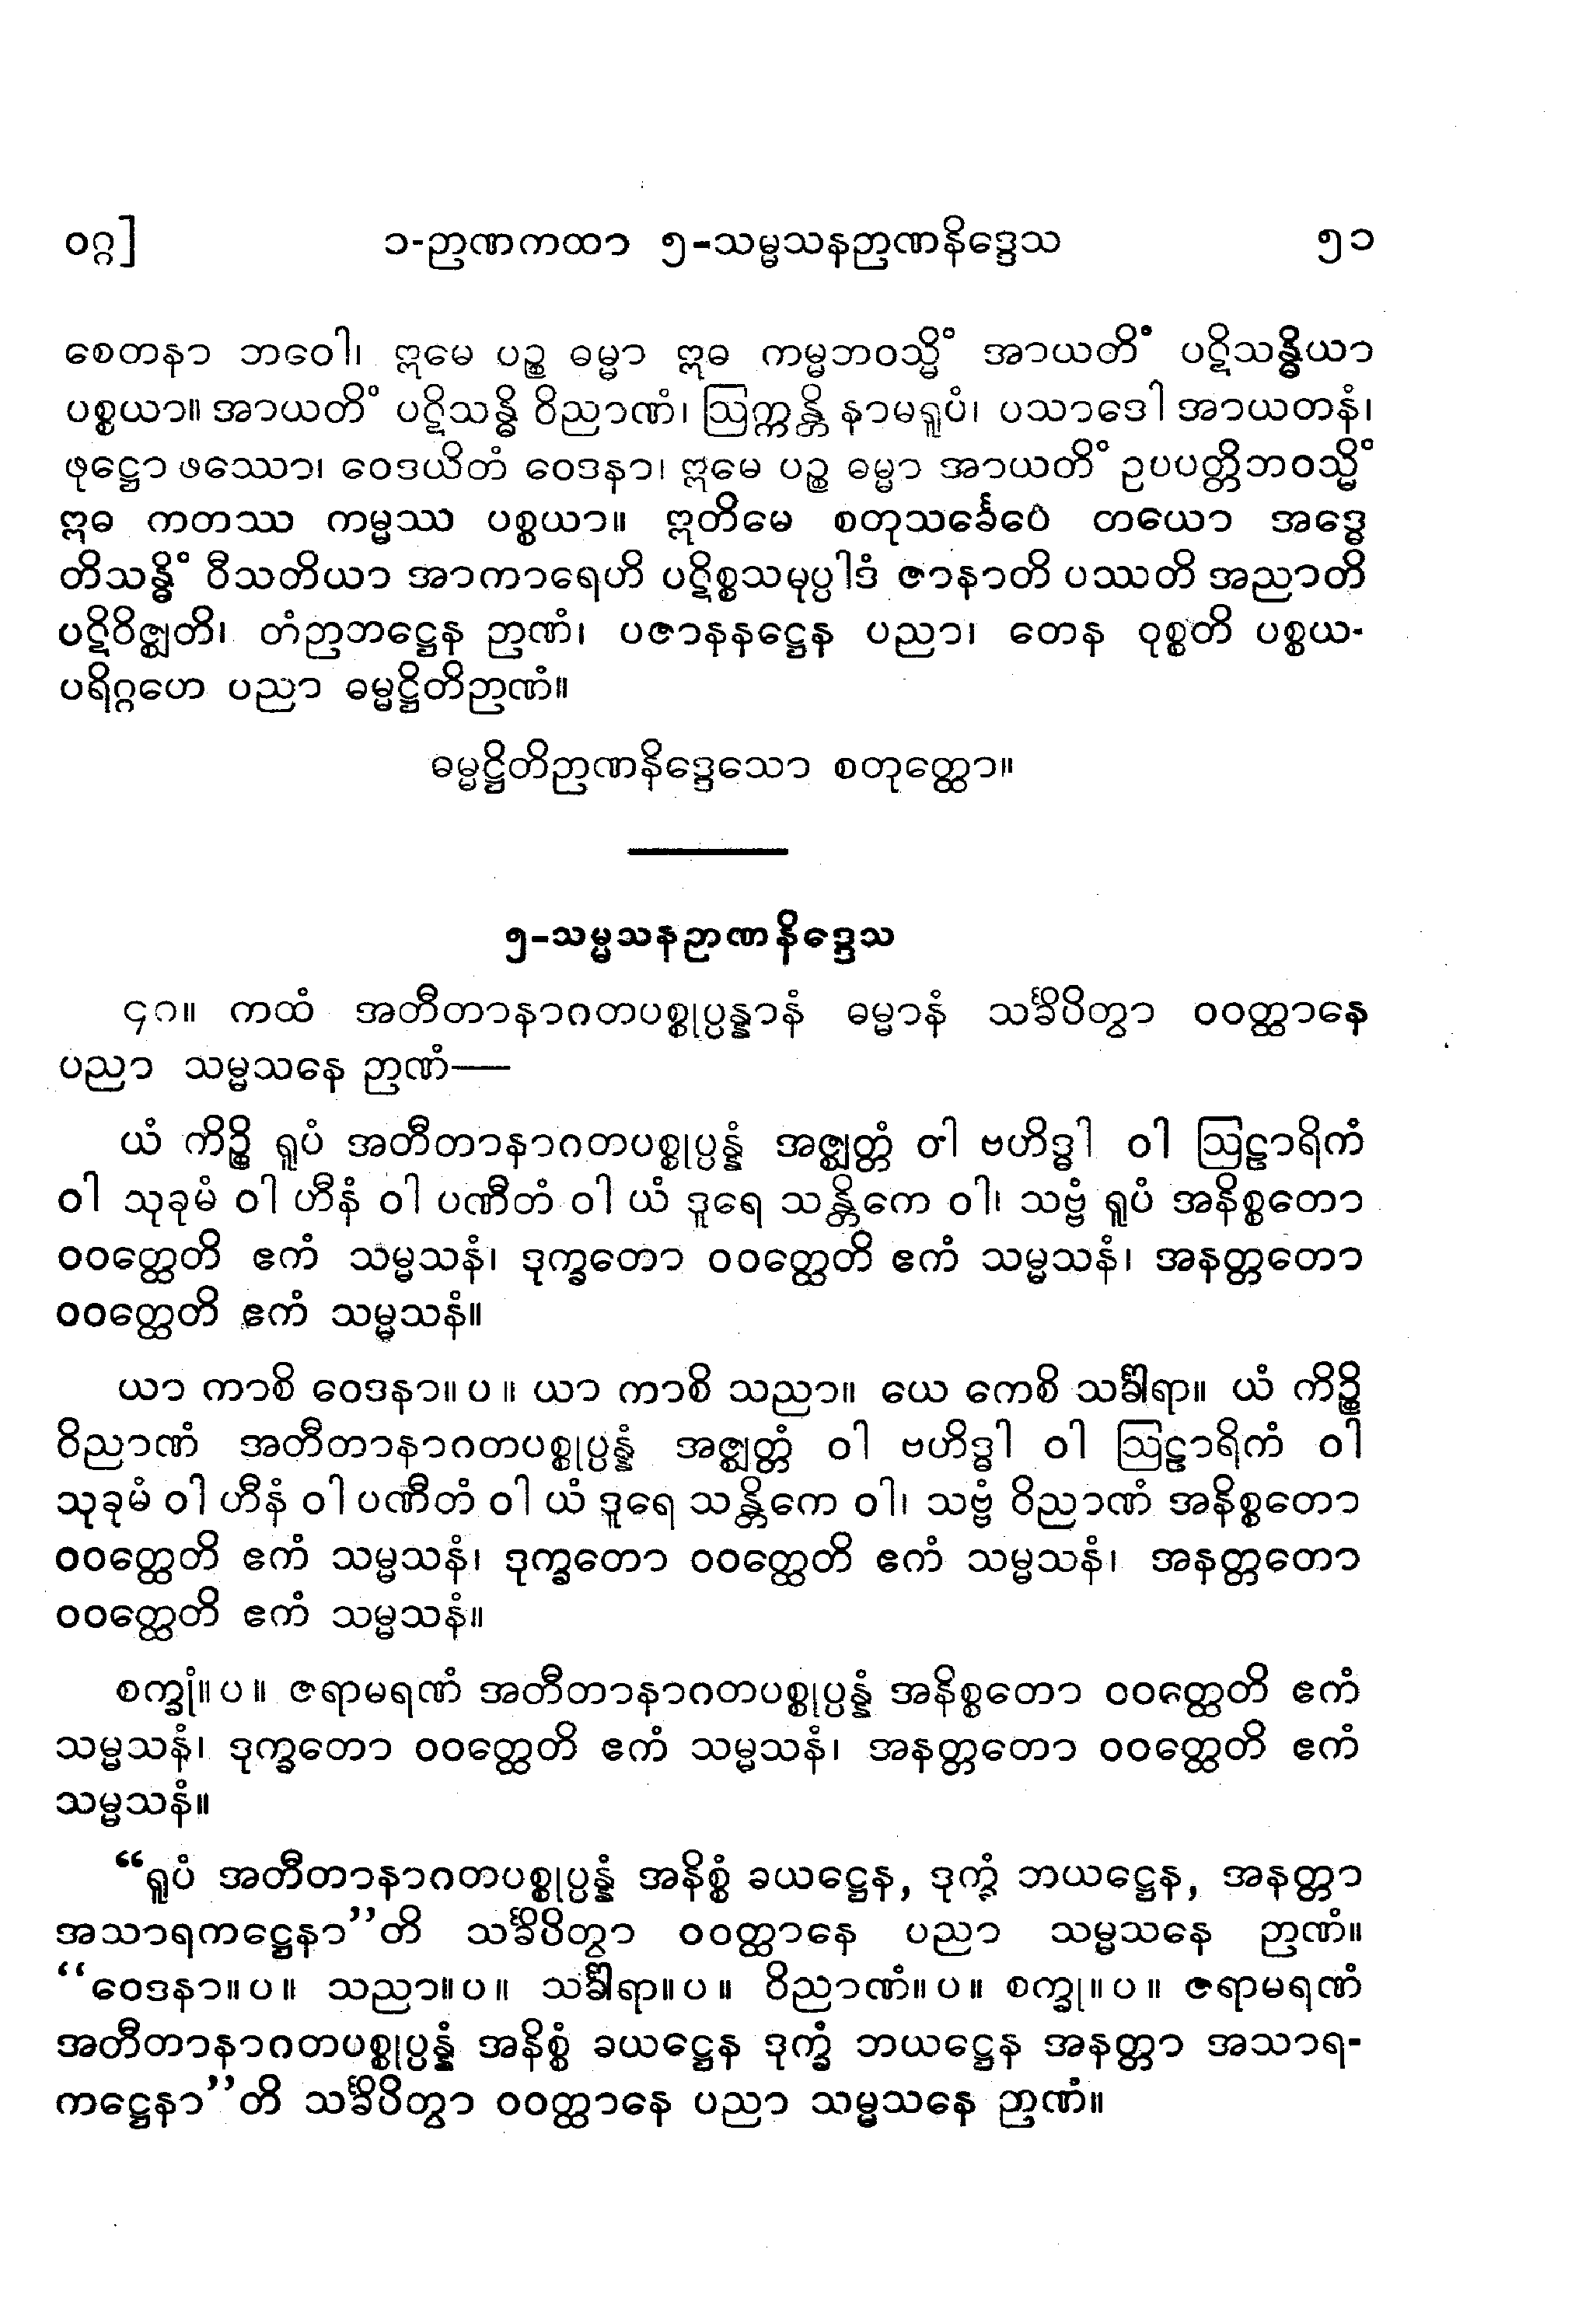 ဝဂ္ဂ] ၁-ဉာဏကထာ ၅-သမ္မသနဉာဏနိဒ္ဒေသ ၅၁
စေတနာ ဘဝေါ၊ ဣမေ ပဉ္စ ဓမ္မာ ဣဓ ကမ္မဘဝသ္မိံ အာယတိံ ပဋိသန္ဓိယာ
ပစ္စယာ။ အာယတိံ ပဋိသန္ဓိ ဝိညာဏံ၊ ဩက္ကန္တိ နာမရူပံ၊ ပသာဒေါ အာယတနံ၊
ဖုဋ္ဌော ဖဿော၊ ဝေဒယိတံ ဝေဒနာ၊ ဣမေ ပဉ္စ ဓမ္မာ အာယတိံ ဥပပတ္တိဘဝသ္မိံ
ဣဓ ကတဿ ကမ္မဿ ပစ္စယာ။ ဣတိမေ စတုသင်္ခေပေ တယော အဒ္ဓေ
တိသန္ဓိံ ဝီသတိယာ အာကာရေဟိ ပဋိစ္စသမုပ္ပါဒံ ဇာနာတိ ပဿတိ အညာတိ
ပဋိဝိဇ္ဈတိ၊ တံဉာဘဋ္ဌေန ဉာဏံ၊ ပဇာနနဋ္ဌေန ပညာ၊ တေန ဝုစ္စတိ ပစ္စယ-
ပရိဂ္ဂဟေ ပညာ ဓမ္မဋ္ဌိတိဉာဏံ။
ဓမ္မဋ္ဌိတိဉာဏနိဒ္ဒေသော စတုတ္ထော။
၅-သမ္မသနဉာဏနိဒ္ဒေသ
၄၈။ ကထံ အတီတာနာဂတပစ္စုပ္ပန္နာနံ ဓမ္မာနံ သင်္ခိပိတွာ ဝဝတ္ထာနေ
ပညာ သမ္မသနေ ဉာဏံ—
ယံ ကိဉ္စိ ရူပံ အတီတာနာဂတပစ္စုပ္ပန္နံ အဇ္ဈတ္တံ ဝါ ဗဟိဒ္ဓါ ဝါ ဩဠာရိကံ
ဝါ သုခုမံ ဝါ ဟီနံ ဝါ ပဏီတံ ဝါ ယံ ဒူရေ သန္တိကေ ဝါ၊ သဗ္ဗံ ရူပံ အနိစ္စတော
ဝဝတ္ထေတိ ဧကံ သမ္မသနံ၊ ဒုက္ခတော ဝဝတ္ထေတိ ဧကံ သမ္မသနံ၊ အနတ္တတော
ဝဝတ္ထေတိ ဧကံ သမ္မသနံ။
ယာ ကာစိ ဝေဒနာ။ပ။ ယာ ကာစိ သညာ။ ယေ ကေစိ သင်္ခါရာ။ ယံ ကိဉ္စိ
ဝိညာဏံ အတီတာနာဂတပစ္စုပ္ပန္နံ အဇ္ဈတ္တံ ဝါ ဗဟိဒ္ဓါ ဝါ ဩဠာရိကံ ဝါ
သုခုမံ ဝါ ဟီနံ ဝါ ပဏီတံ ဝါ ယံ ဒူရေ သန္တိကေ ဝါ၊ သဗ္ဗံ ဝိညာဏံ အနိစ္စတော
ဝဝတ္ထေတိ ဧကံ သမ္မသနံ၊ ဒုက္ခတော ဝဝတ္ထေတိ ဧကံ သမ္မသနံ၊ အနတ္တတော
ဝဝတ္ထေတိ ဧကံ သမ္မသနံ။
စက္ခုံ။ပ။ ဇရာမရဏံ အတီတာနာဂတပစ္စုပ္ပန္နံ အနိစ္စတော ဝဝတ္ထေတိ ဧကံ
သမ္မသနံ၊ ဒုက္ခတော ဝဝတ္ထေတိ ဧကံ သမ္မသနံ၊ အနတ္တတော ဝဝတ္ထေတိ ဧကံ
သမ္မသနံ။
“ရူပံ အတီတာနာဂတပစ္စုပ္ပန္နံ အနိစ္စံ ခယဋ္ဌေန, ဒုက္ခံ ဘယဋ္ဌေန, အနတ္တာ
အသာရကဋ္ဌေနာ”တိ သင်္ခိပိတွာ ဝဝတ္ထာနေ ပညာ သမ္မသနေ ဉာဏံ။
“ဝေဒနာ။ပ။ သညာ။ပ။ သင်္ခါရာ။ပ။ ဝိညာဏံ။ပ။ စက္ခု။ပ။ ဇရာမရဏံ
အတီတာနာဂတပစ္စုပ္ပန္နံ အနိစ္စံ ခယဋ္ဌေန ဒုက္ခံ ဘယဋ္ဌေန အနတ္တာ အသာရ-
ကဋ္ဌေနာ”တိ သင်္ခိပိတွာ ဝဝတ္ထာနေ ပညာ သမ္မသနေ ဉာဏံ။